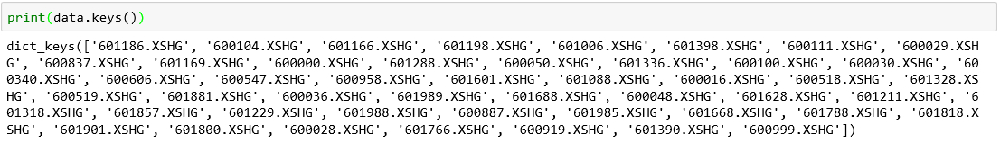 print(data.keys())
dict_keys(['601186.XSHG', '600104.XSHG', '601166.XSHG', '601198.XSHG', '601006.XSHG', '601398.XSHG', '600111.XSHG', '600029.XSH
G', '600837.XSHG', '601169.XSHG', '600000.XSHG', '601288.XSHG', '600050.XSHG', '601336.XSHG', '600100.XSHG', '600030.XSHG', '60
0340.XSHG', '600606.XSHG', '600547.XSHG', '600958.XSHG', '601601.XSHG', '601088.XSHG', '600016.XSHG', '600518.XSHG', '601328.XS
HG', '600519.XSHG', '601881.XSHG', '600036.XSHG', '601989.XSHG', '601688.XSHG', '600048.XSHG', '601628.XSHG', '601211.XSHG', '6
01318.XSHG', '601857.XSHG', '601229.XSHG', '601988.XSHG', '600887.XSHG', '601985.XSHG', '601668.XSHG', '601788.XSHG', '601818.X
SHG', '601901.XSHG', '601800.XSHG', '600028.XSHG', '601766.XSHG', '600919.XSHG', '601390.XSHG', '600999.XSHG'])